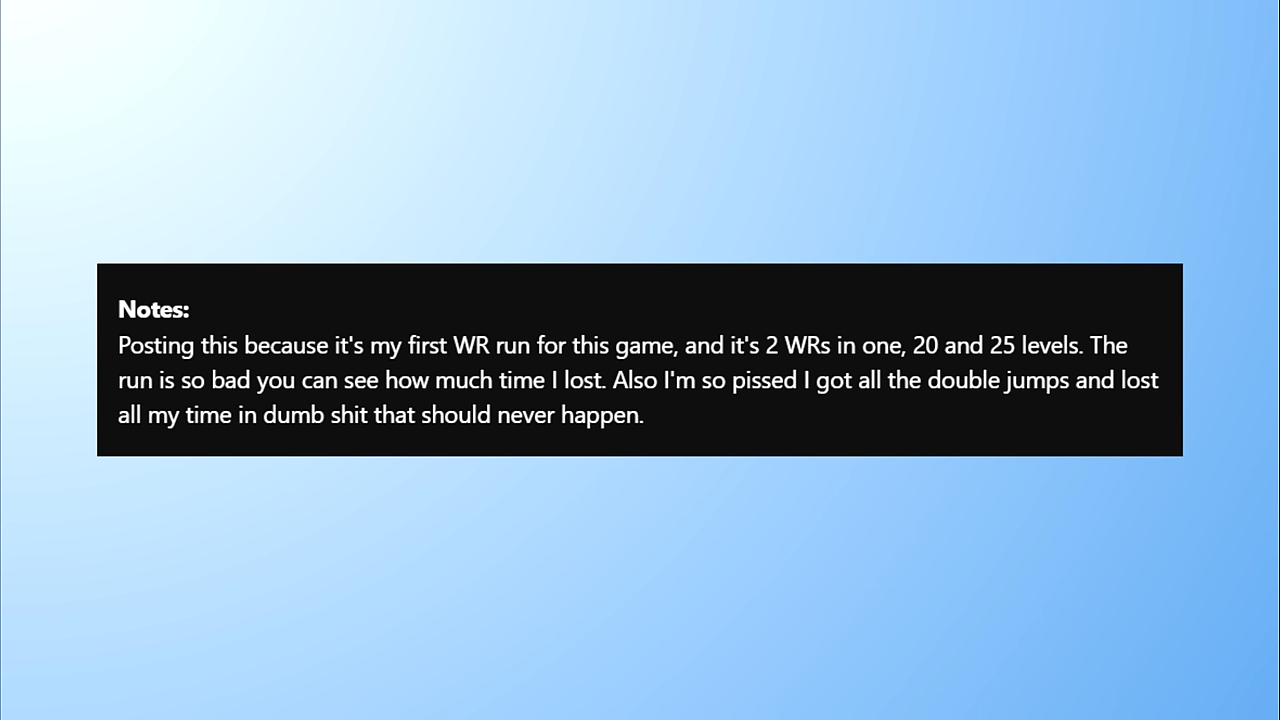 Notes:
Posting this because it's my first WR run for this game, and it's 2 WRs in one, 20 and 25 levels. The
run is so bad you can see how much time I lost. Also I'm so pissed I got all the double jumps and lost
all my time in dumb shit that should never happen.